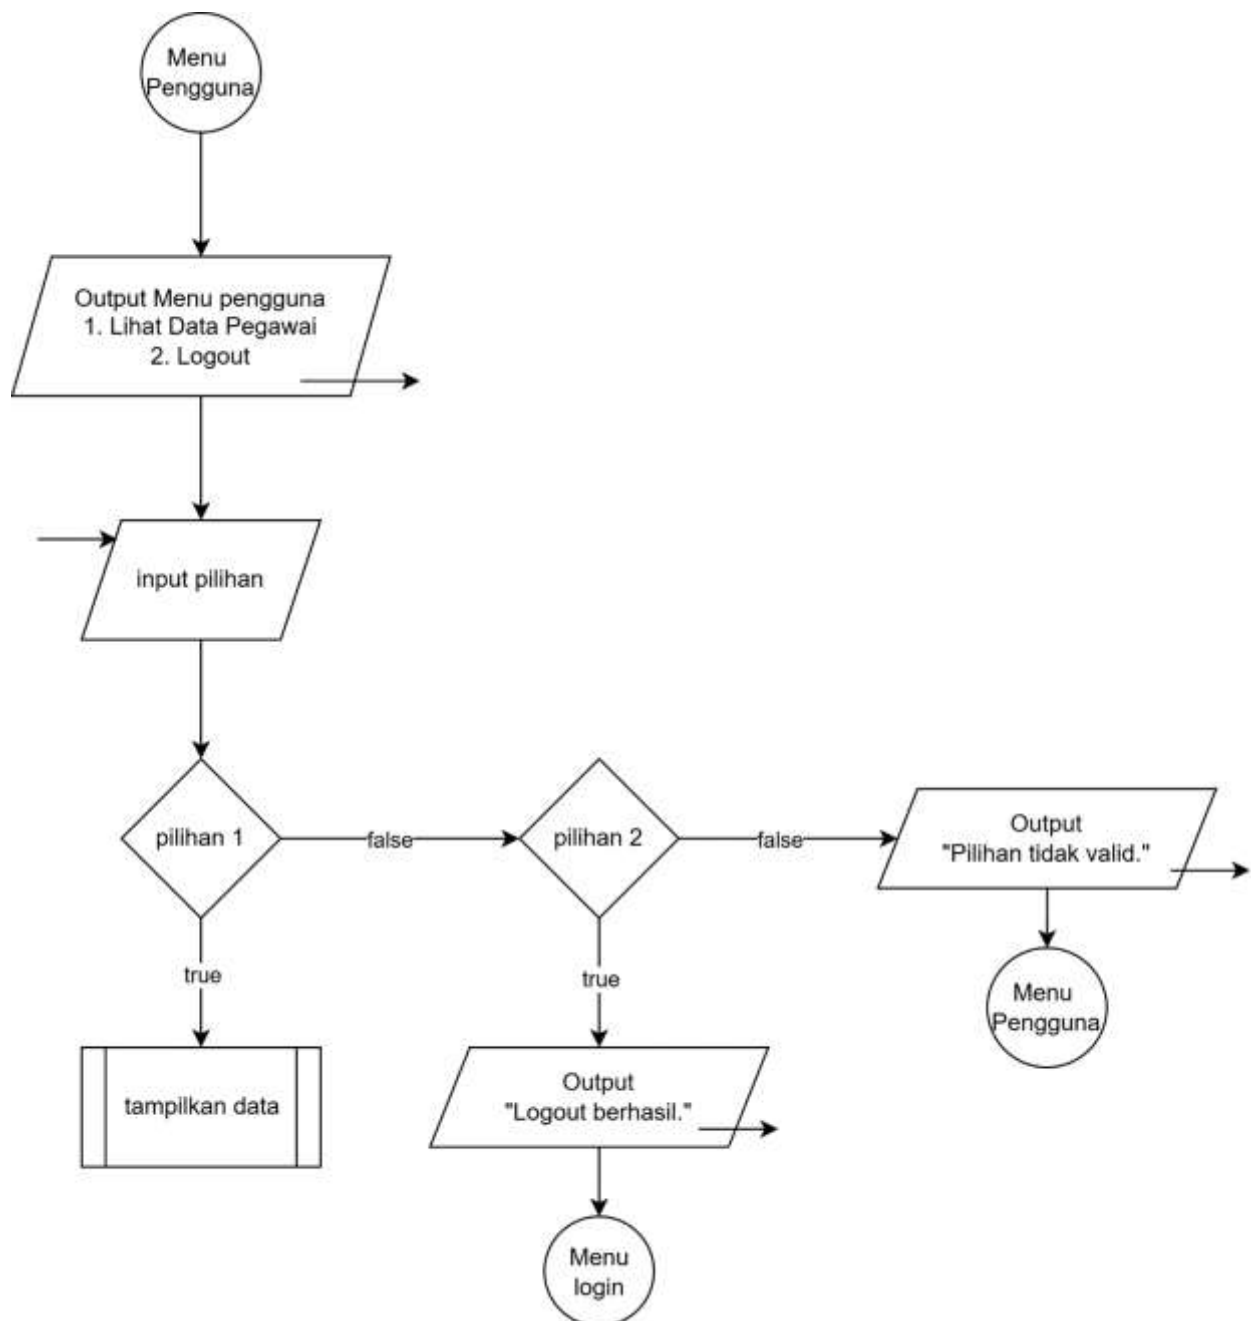 Menu
Pengguna
Output Menu pengguna
1. Lihat Data Pegawai
2. Logout
input pilihan
pilihan 1
false
pilihan 2
false
Output
"Pilihan tidak valid."
true
true
Menu
Pengguna
tampilkan data
Output
"Logout berhasil."
Menu
login